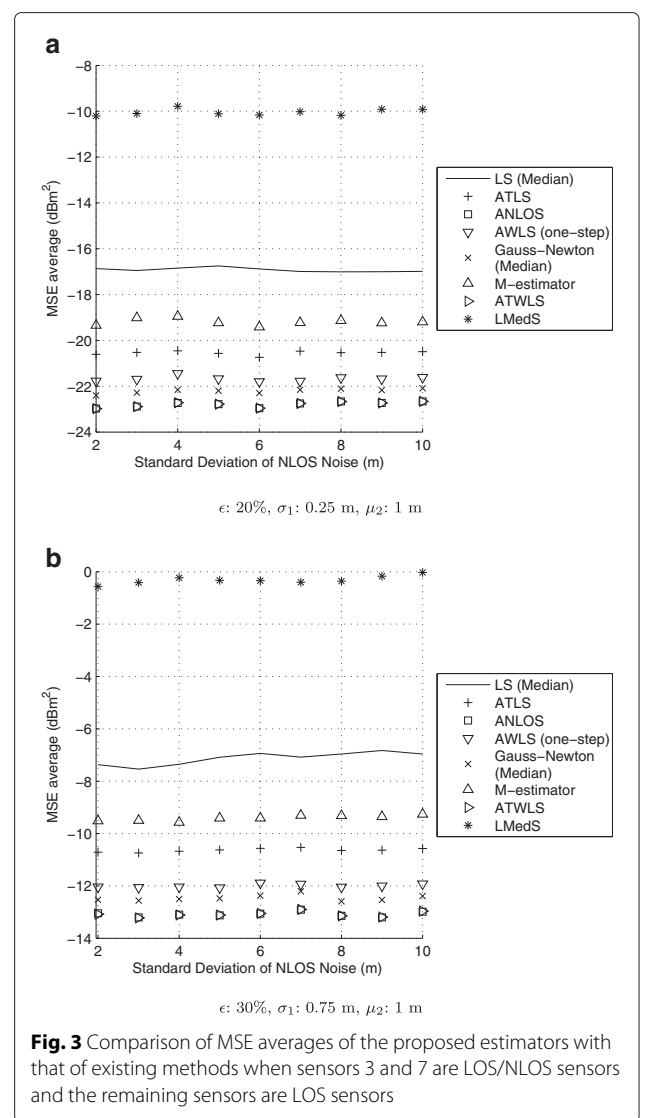 a
−8
−10
−12
−14
−16
−18
−20
−22
−24
MSE average (dBm²)
2 4 6 8 10
Standard Deviation of NLOS Noise (m)
LS (Median)
ATLS
ANLOS
AWLS (one−step)
Gauss−Newton
(Median)
M−estimator
ATWLS
LMedS
ϵ: 20%, σ₁: 0.25 m, μ₂: 1 m
b
0
−2
−4
−6
−8
−10
−12
−14
MSE average (dBm²)
2 4 6 8 10
Standard Deviation of NLOS Noise (m)
LS (Median)
ATLS
ANLOS
AWLS (one−step)
Gauss−Newton
(Median)
M−estimator
ATWLS
LMedS
ϵ: 30%, σ₁: 0.75 m, μ₂: 1 m
Fig. 3 Comparison of MSE averages of the proposed estimators with
that of existing methods when sensors 3 and 7 are LOS/NLOS sensors
and the remaining sensors are LOS sensors